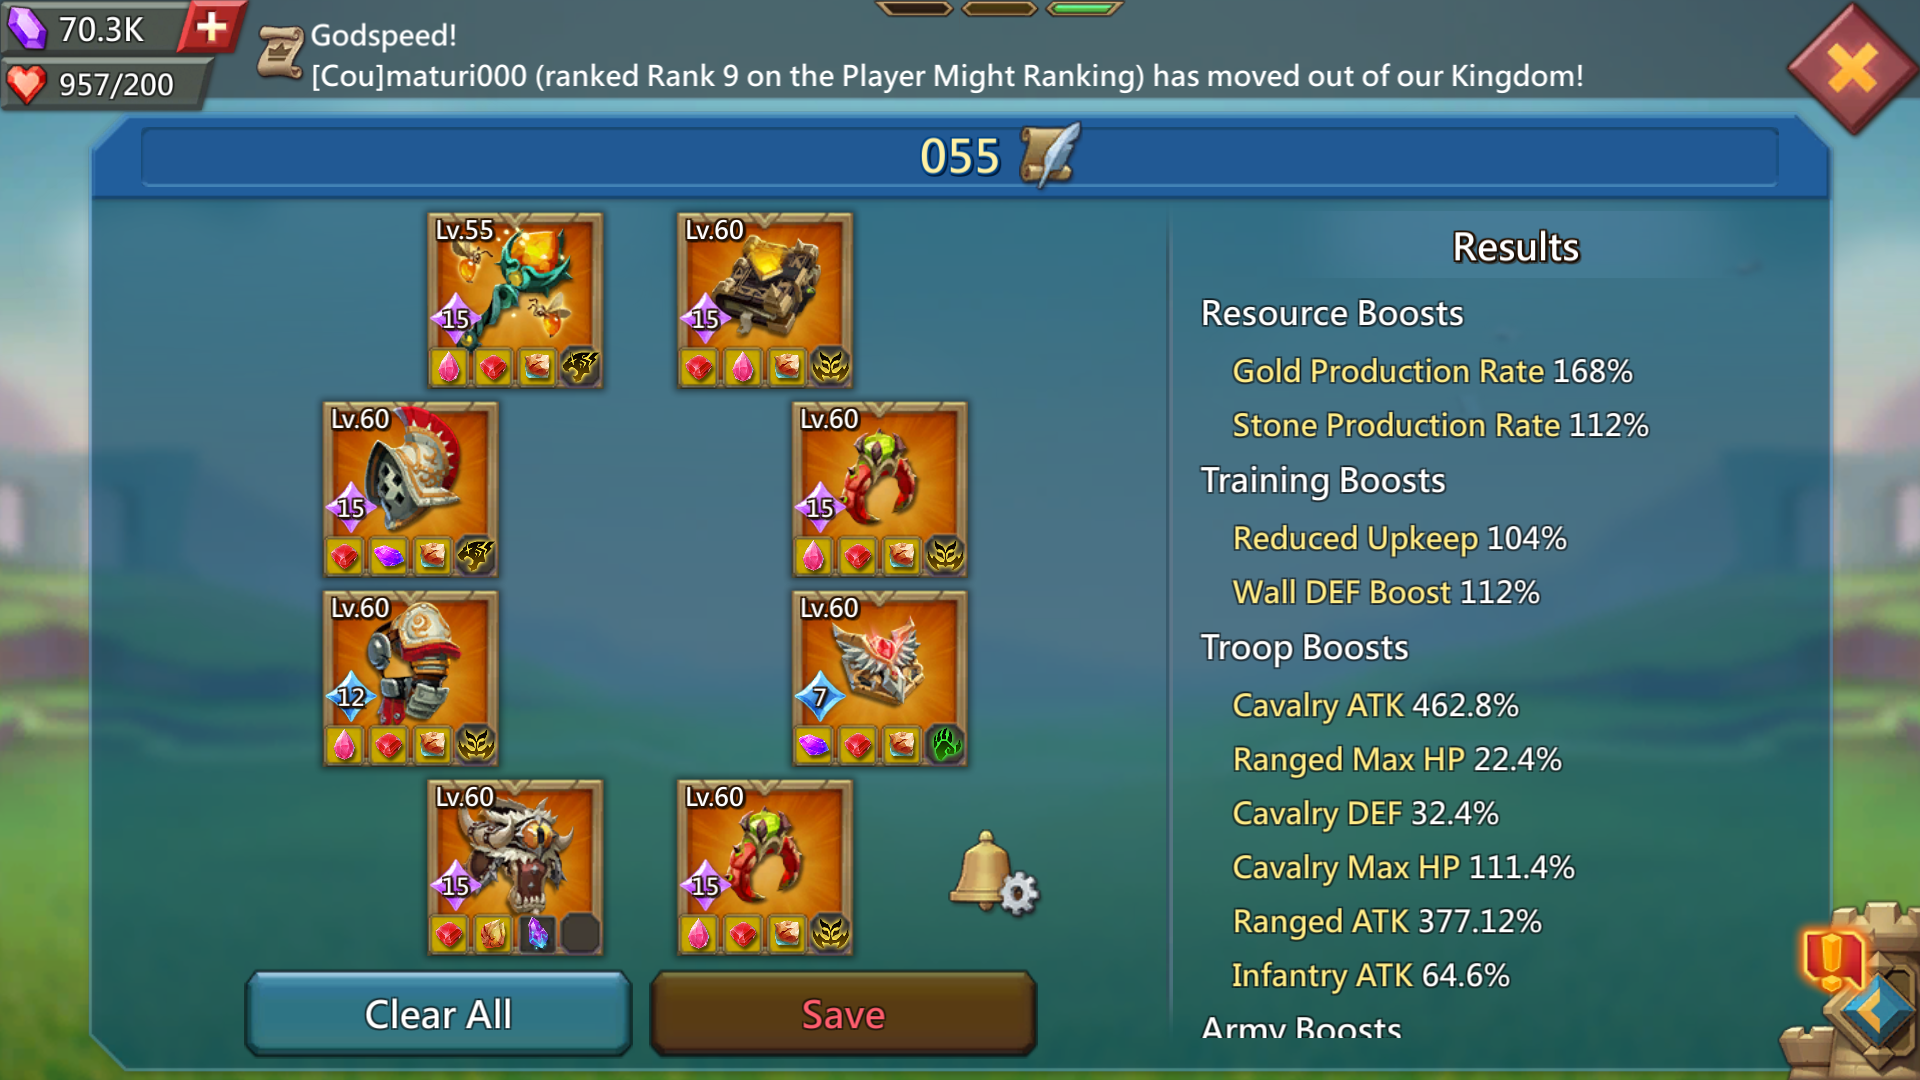 70.3K
957/200
Godspeed!
[Cou]maturi000 (ranked Rank 9 on the Player Might Ranking) has moved out of our Kingdom!
055
Lv.55
15
Lv.60
15
Lv.60
15
Lv.60
15
Lv.60
12
Lv.60
7
Lv.60
15
Lv.60
15
Clear All
Save
Results
Resource Boosts
Gold Production Rate 168%
Stone Production Rate 112%
Training Boosts
Reduced Upkeep 104%
Wall DEF Boost 112%
Troop Boosts
Cavalry ATK 462.8%
Ranged Max HP 22.4%
Cavalry DEF 32.4%
Cavalry Max HP 111.4%
Ranged ATK 377.12%
Infantry ATK 64.6%
Army Boosts